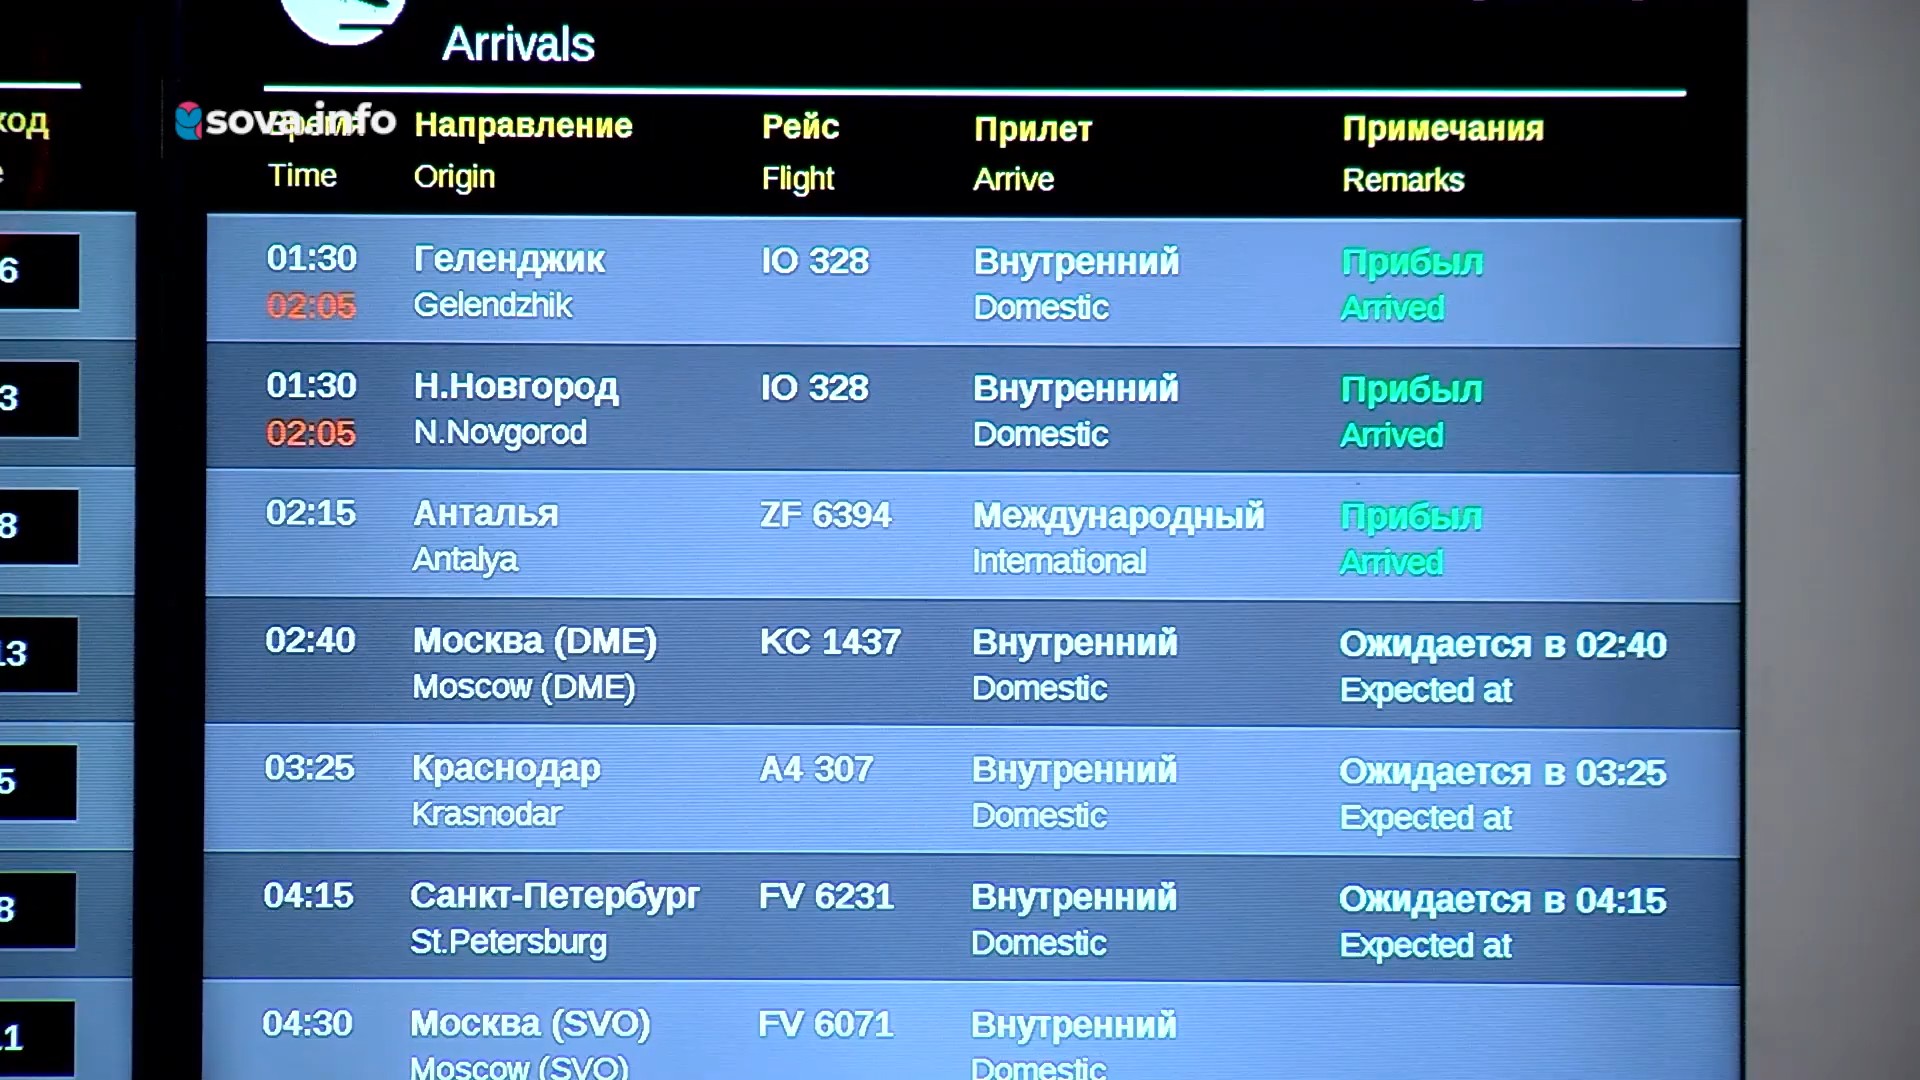 Arrivals
sova.info
ход
Направление Рейс Прилет Примечания
Time Origin Flight Arrive Remarks
6
01:30 Геленджик IO 328 Внутренний Прибыл
02:05 Gelendzhik Domestic Arrived
3
01:30 Н.Новгород IO 328 Внутренний Прибыл
02:05 N.Novgorod Domestic Arrived
8
02:15 Анталья ZF 6394 Международный Прибыл
Antalya International Arrived
13
02:40 Москва (DME) KC 1437 Внутренний Ожидается в 02:40
Moscow (DME) Domestic Expected at
5
03:25 Краснодар A4 307 Внутренний Ожидается в 03:25
Krasnodar Domestic Expected at
8
04:15 Санкт-Петербург FV 6231 Внутренний Ожидается в 04:15
St.Petersburg Domestic Expected at
04:30 Москва (SVO) FV 6071 Внутренний
Moscow (SVO) Domestic